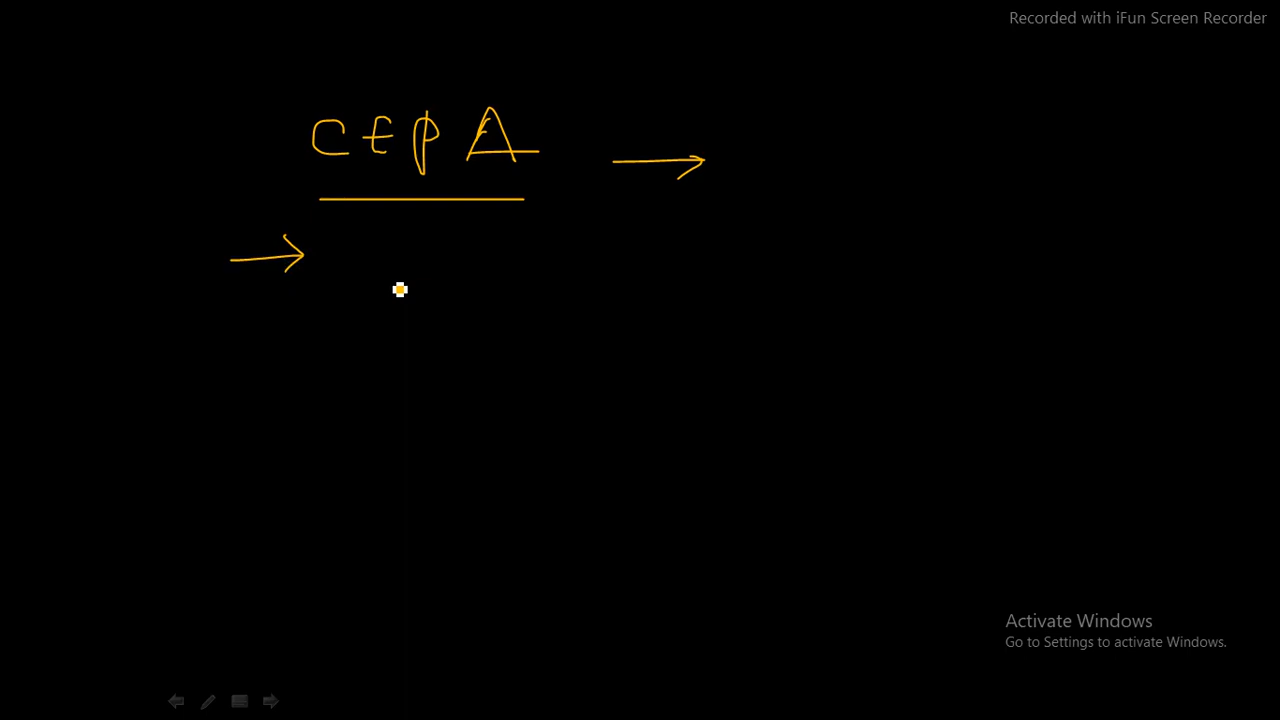 Recorded with iFun Screen Recorder
CEPA →
→
Activate Windows
Go to Settings to activate Windows.